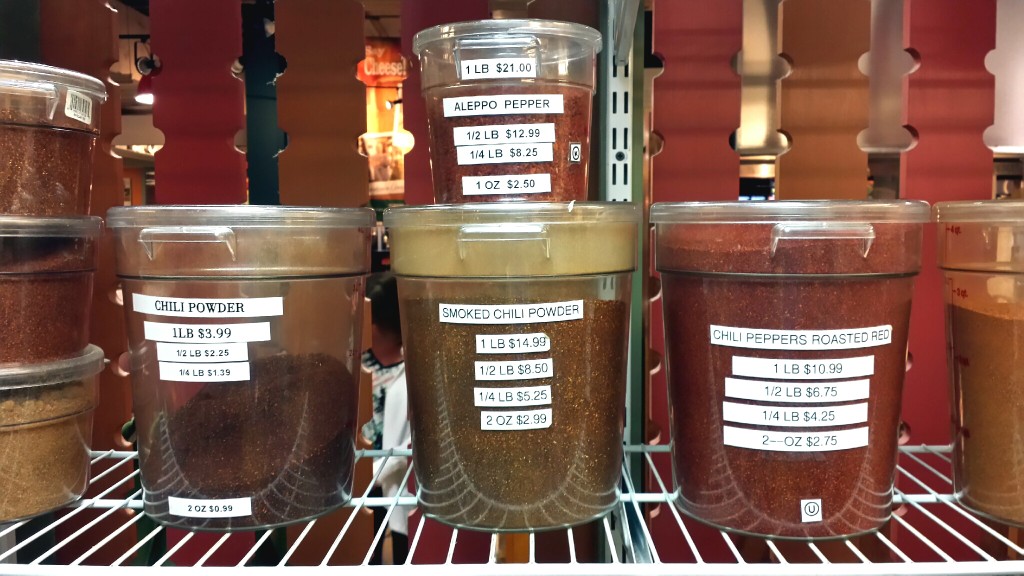 Cheese
1 LB $21.00
ALEPPO PEPPER
1/2 LB $12.99
1/4 LB $8.25
1 OZ $2.50
CHILI POWDER
1LB $3.99
1/2 LB $2.25
1/4 LB $1.39
2 OZ $0.99
SMOKED CHILI POWDER
1 LB $14.99
1/2 LB $8.50
1/4 LB $5.25
2 OZ $2.99
CHILI PEPPERS ROASTED RED
1 LB $10.99
1/2 LB $6.75
1/4 LB $4.25
2--OZ $2.75
U